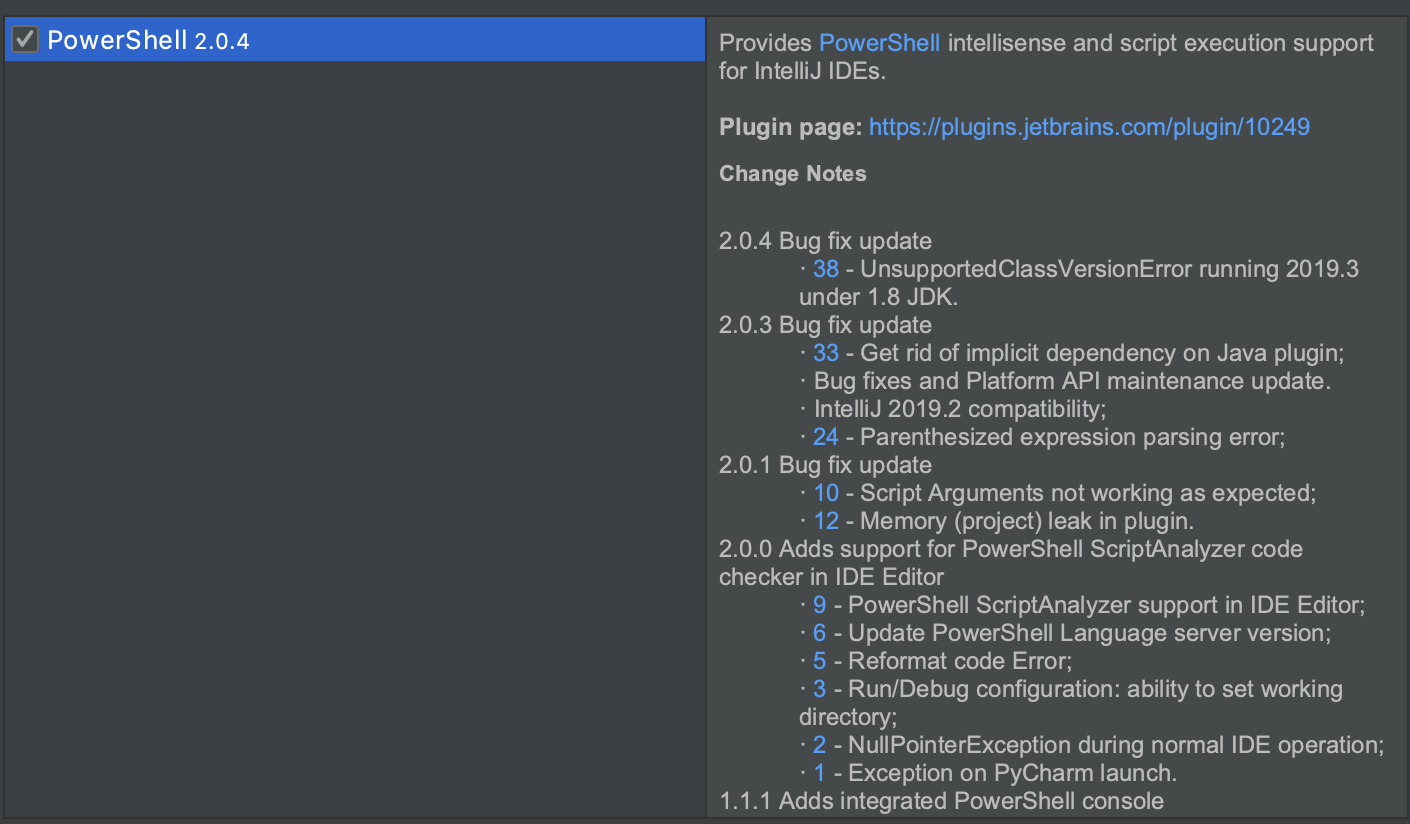 PowerShell 2.0.4
Provides PowerShell intellisense and script execution support
for IntelliJ IDEs.
Plugin page: https://plugins.jetbrains.com/plugin/10249
Change Notes
2.0.4 Bug fix update
· 38 - UnsupportedClassVersionError running 2019.3
under 1.8 JDK.
2.0.3 Bug fix update
· 33 - Get rid of implicit dependency on Java plugin;
· Bug fixes and Platform API maintenance update.
· IntelliJ 2019.2 compatibility;
· 24 - Parenthesized expression parsing error;
2.0.1 Bug fix update
· 10 - Script Arguments not working as expected;
· 12 - Memory (project) leak in plugin.
2.0.0 Adds support for PowerShell ScriptAnalyzer code
checker in IDE Editor
· 9 - PowerShell ScriptAnalyzer support in IDE Editor;
· 6 - Update PowerShell Language server version;
· 5 - Reformat code Error;
· 3 - Run/Debug configuration: ability to set working
directory;
· 2 - NullPointerException during normal IDE operation;
· 1 - Exception on PyCharm launch.
1.1.1 Adds integrated PowerShell console